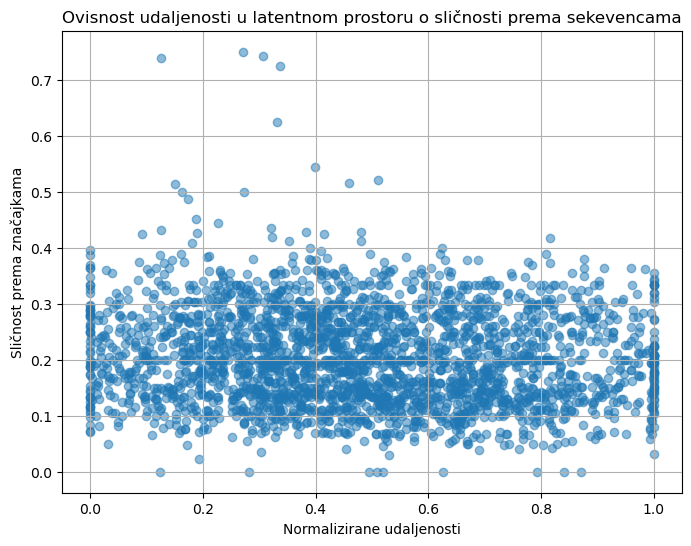 Ovisnost udaljenosti u latentnom prostoru o sličnosti prema sekevencama
Sličnost prema značajkama
0.7
0.6
0.5
0.4
0.3
0.2
0.1
0.0
0.0 0.2 0.4 0.6 0.8 1.0
Normalizirane udaljenosti